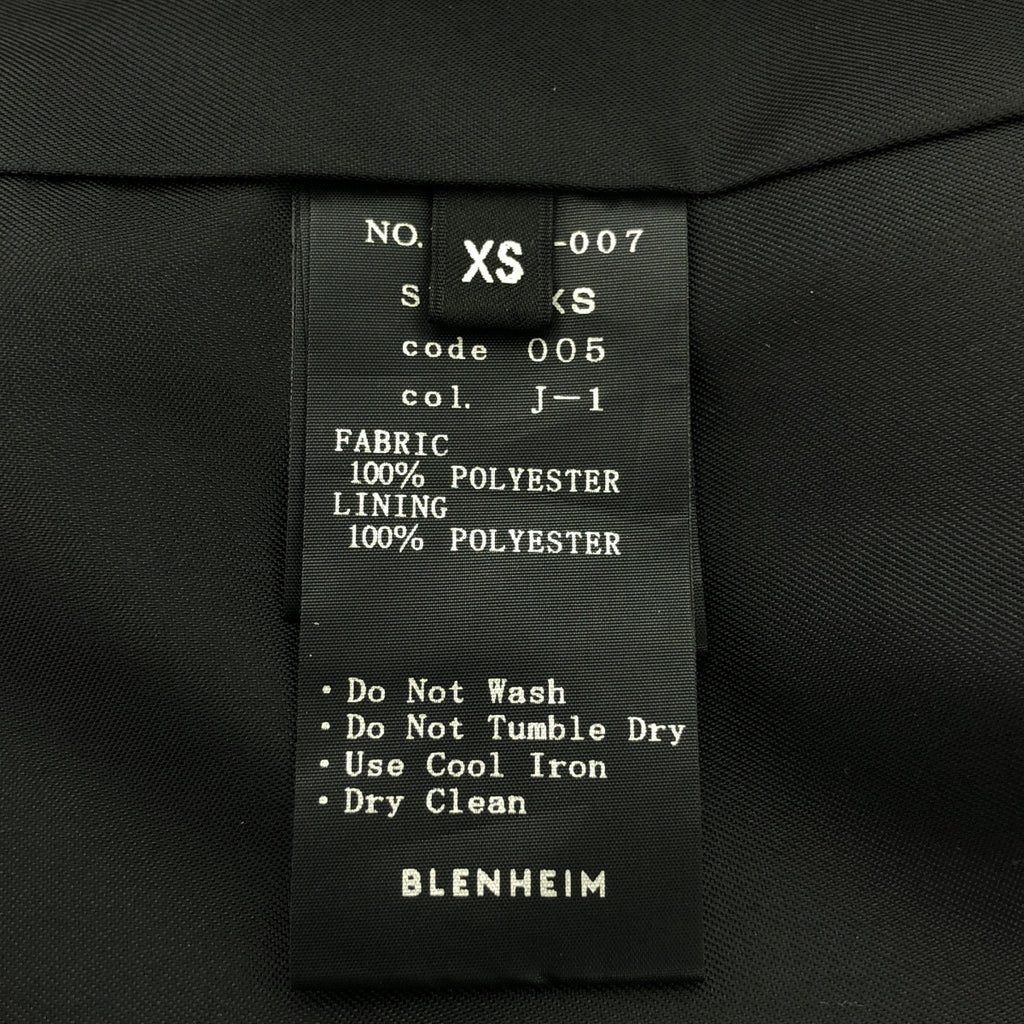 NO. -007
XS
S XS
code 005
col. J-1
FABRIC
100% POLYESTER
LINING
100% POLYESTER
・Do Not Wash
・Do Not Tumble Dry
・Use Cool Iron
・Dry Clean
BLENHEIM